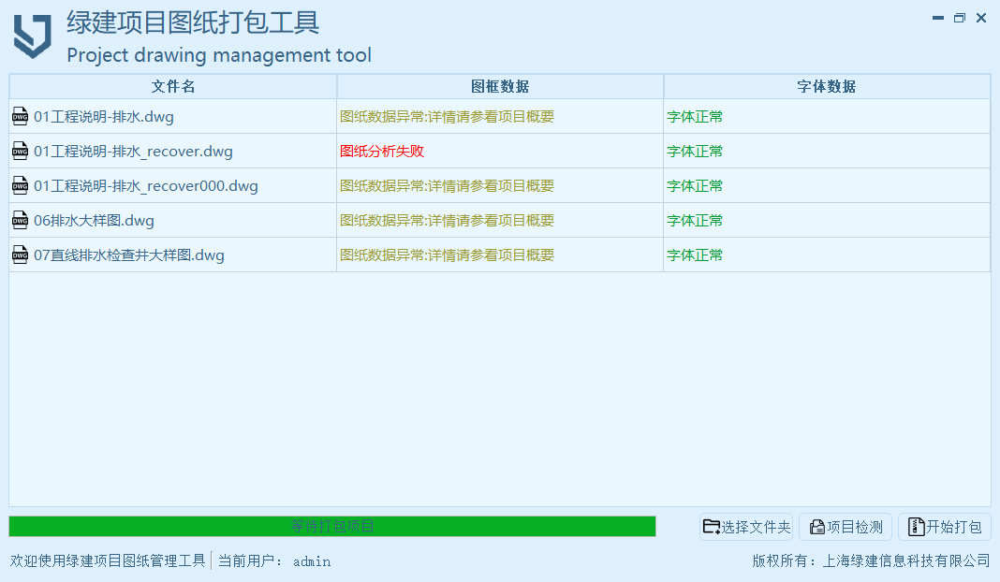 绿建项目图纸打包工具
Project drawing management tool
文件名 图框数据 字体数据
DWG 01工程说明-排水.dwg 图纸数据异常:详情请参看项目概要 字体正常
DWG 01工程说明-排水_recover.dwg 图纸分析失败 字体正常
DWG 01工程说明-排水_recover000.dwg 图纸数据异常:详情请参看项目概要 字体正常
DWG 06排水大样图.dwg 图纸数据异常:详情请参看项目概要 字体正常
DWG 07直线排水检查井大样图.dwg 图纸数据异常:详情请参看项目概要 字体正常
等待打包项目 选择文件夹 项目检测 开始打包
欢迎使用绿建项目图纸管理工具 当前用户: admin 版权所有:上海绿建信息科技有限公司